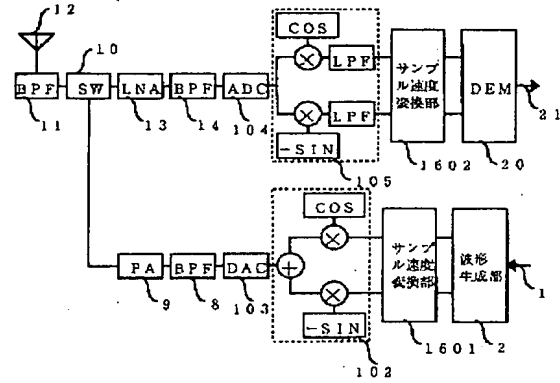 12
10
COS
BPF
SW
LNA
BPF
ADC
LPF
LPF
サンプ
ル速度
変換部
DEM
21
11
13
14
104
-SIN
105
1602
20
COS
PA
BPF
DAC
サンプ
ル速度
変換部
波形
生成部
1
9
8
103
-SIN
102
1601
2